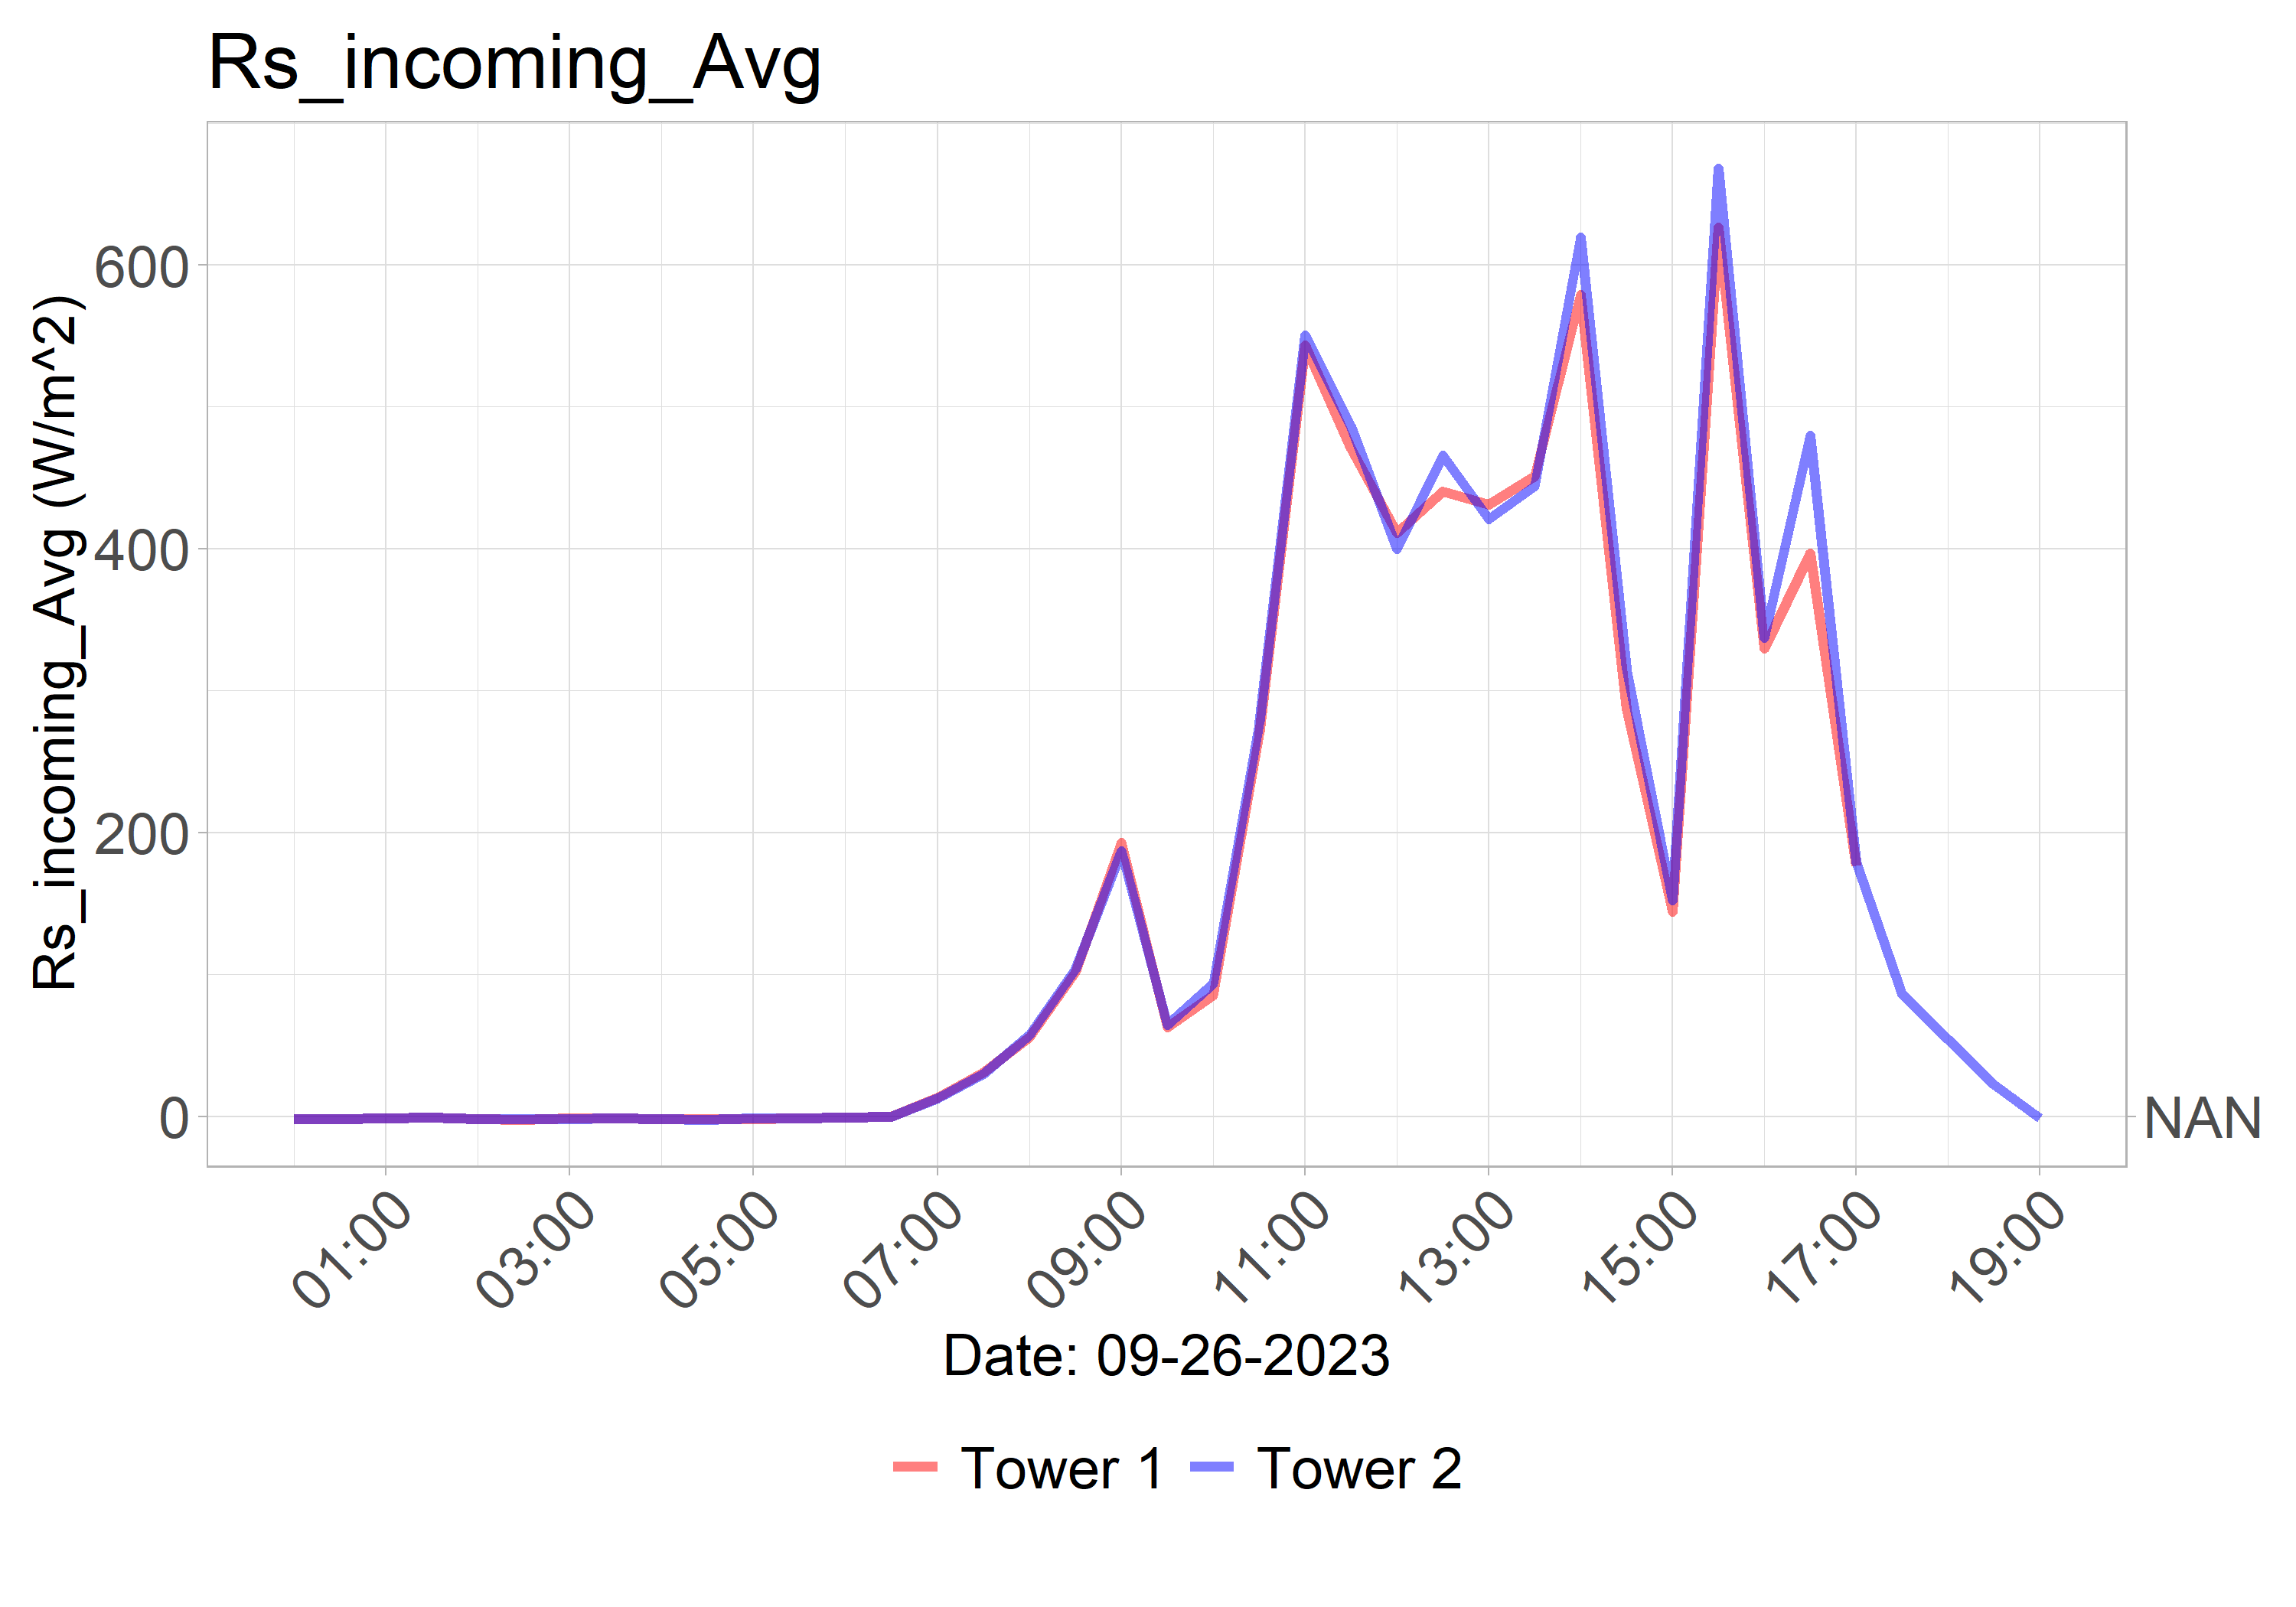 Rs_incoming_Avg
Rs_incoming_Avg (W/m^2)
600
400
200
0
NAN
01:00
03:00
05:00
07:00
09:00
11:00
13:00
15:00
17:00
19:00
Date: 09-26-2023
Tower 1
Tower 2